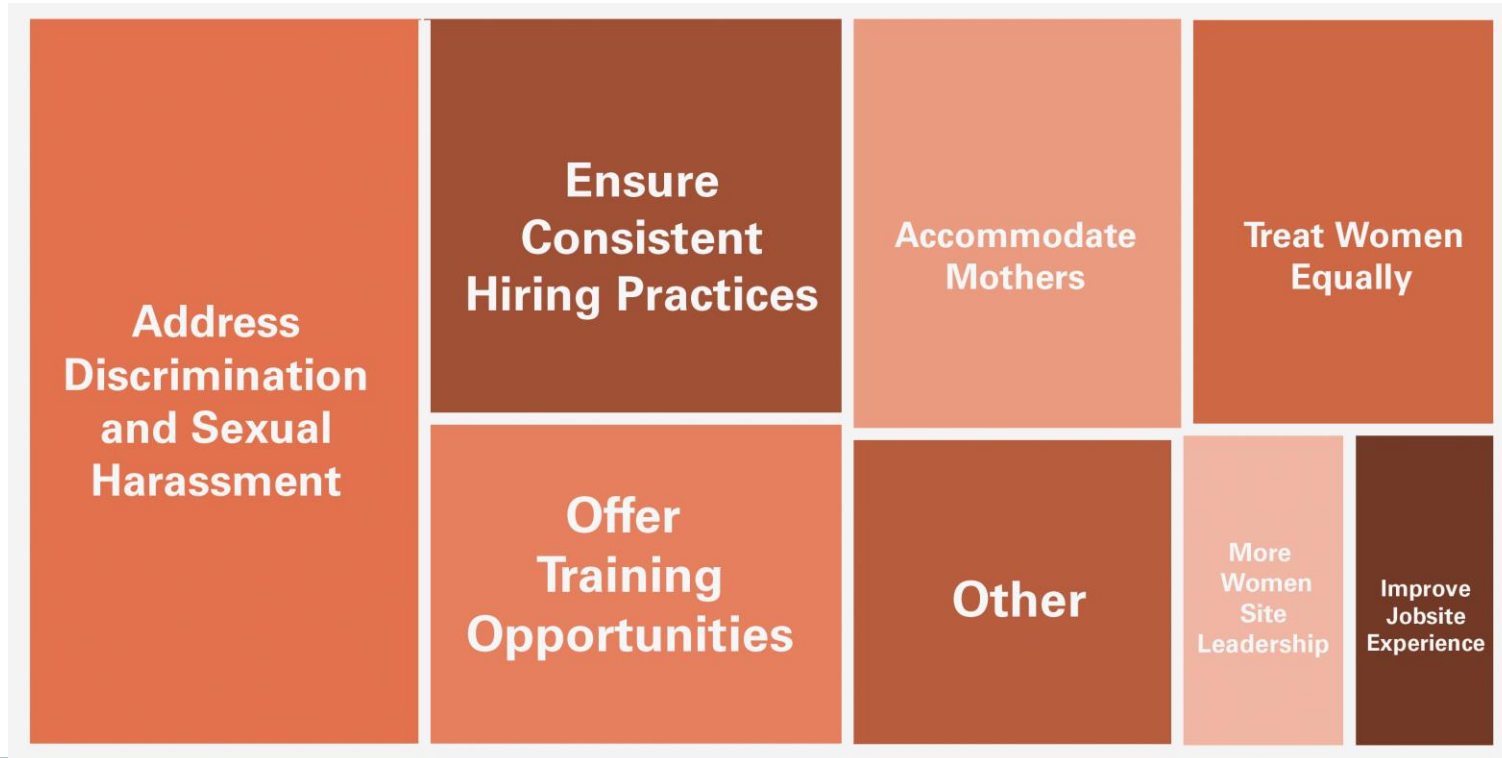 Address
Discrimination
and Sexual
Harassment
Ensure
Consistent
Hiring Practices
Offer
Training
Opportunities
Accommodate
Mothers
Treat Women
Equally
Other
More
Women
Site
Leadership
Improve
Jobsite
Experience